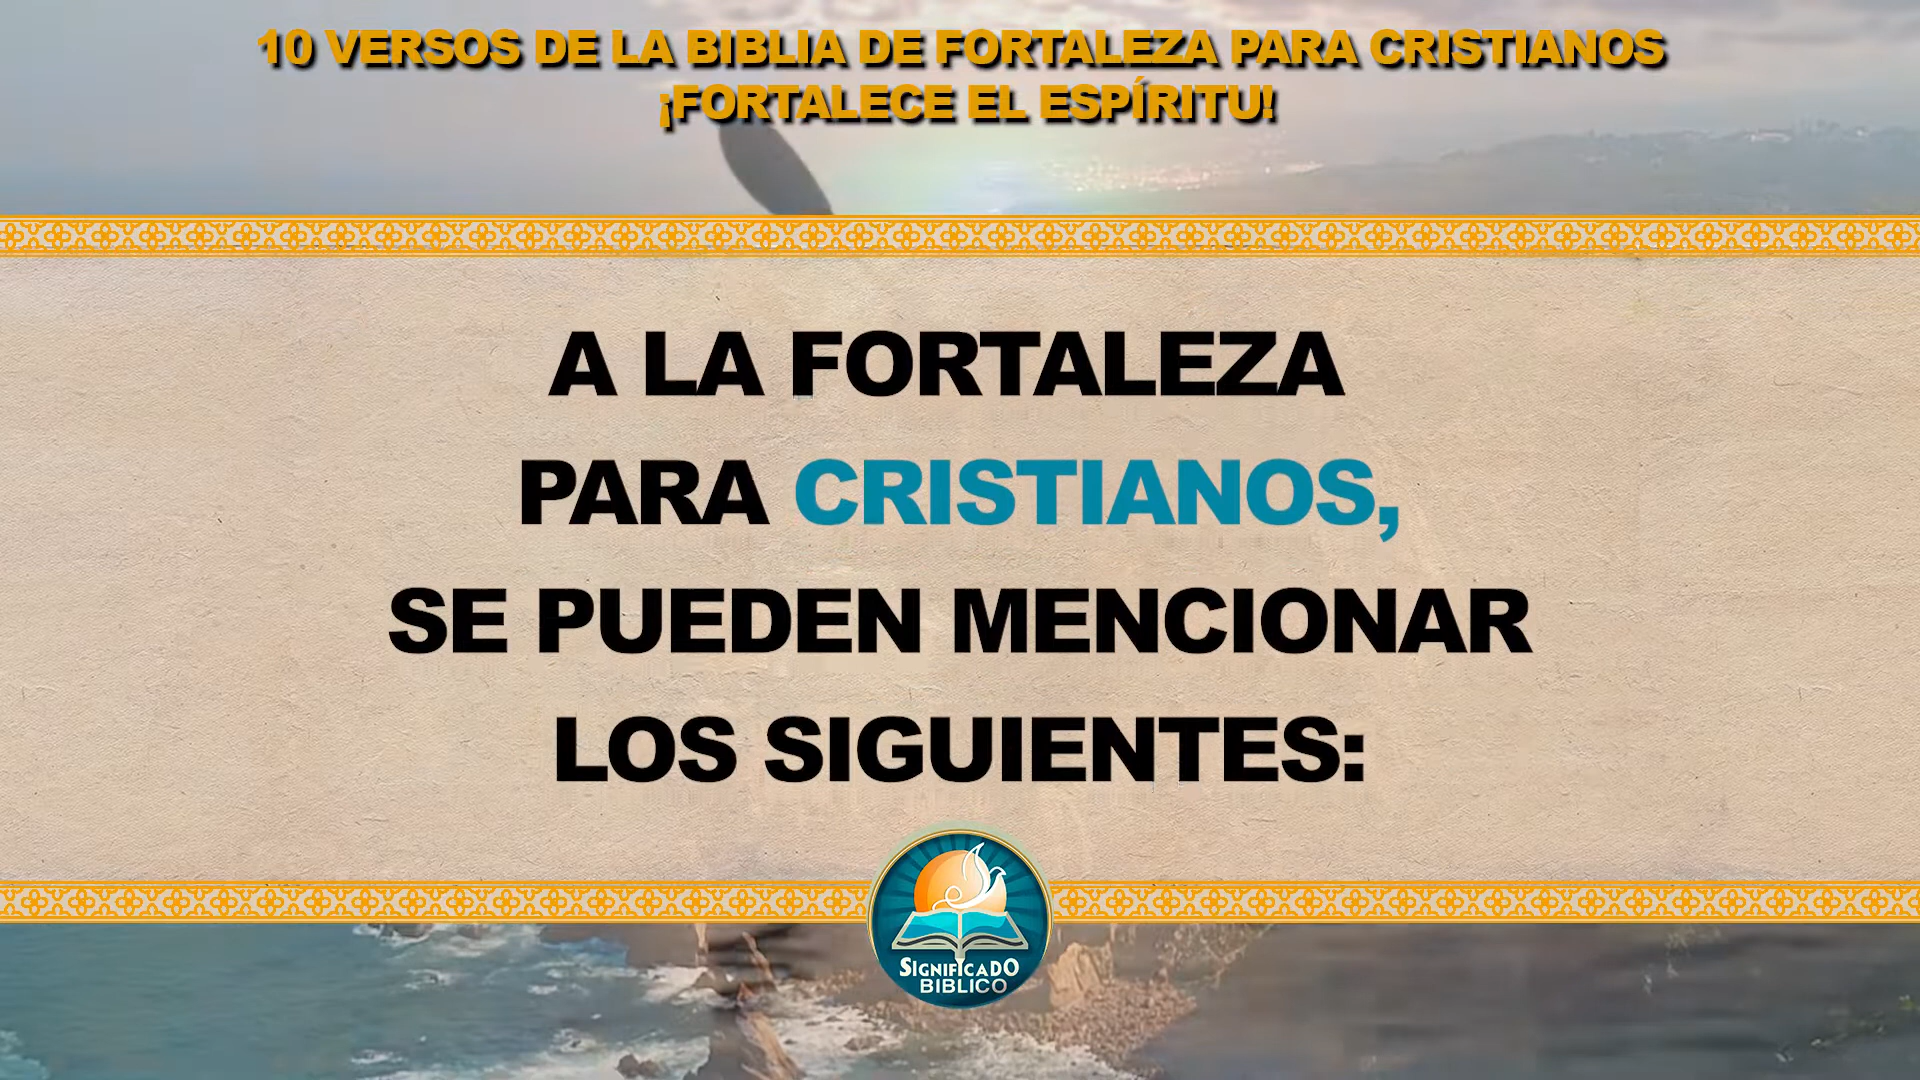 10 VERSOS DE LA BIBLIA DE FORTALEZA PARA CRISTIANOS
¡FORTALECE EL ESPÍRITU!
A LA FORTALEZA
PARA CRISTIANOS,
SE PUEDEN MENCIONAR
LOS SIGUIENTES:
SIGNIFICADO
BIBLICO